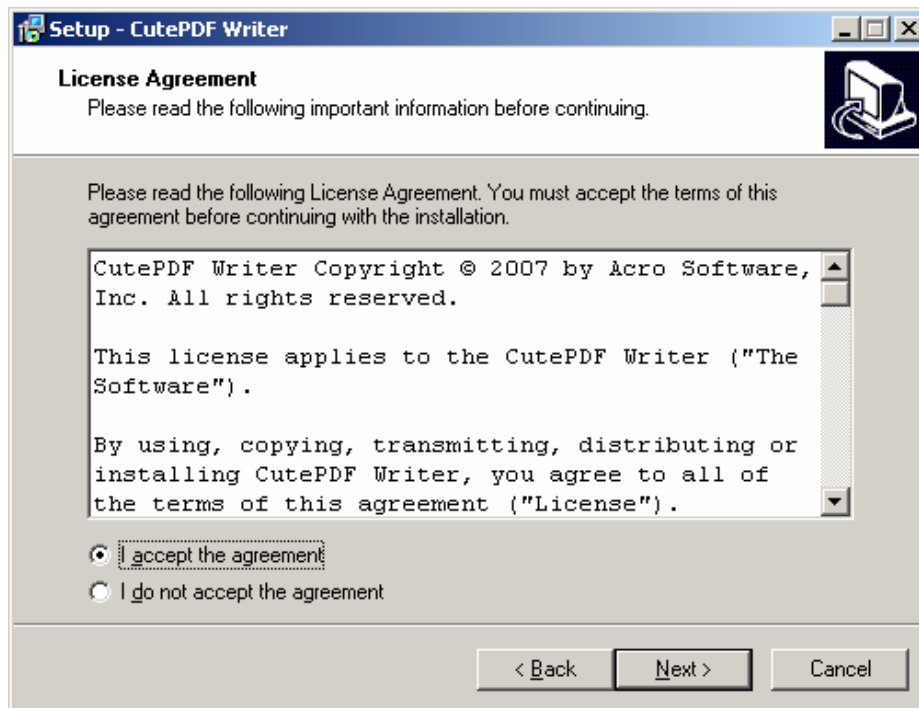 Setup - CutePDF Writer
License Agreement
Please read the following important information before continuing.
Please read the following License Agreement. You must accept the terms of this
agreement before continuing with the installation.
CutePDF Writer Copyright © 2007 by Acro Software,
Inc. All rights reserved.
This license applies to the CutePDF Writer ("The
Software").
By using, copying, transmitting, distributing or
installing CutePDF Writer, you agree to all of
the terms of this agreement ("License").
I accept the agreement
I do not accept the agreement
< Back Next > Cancel